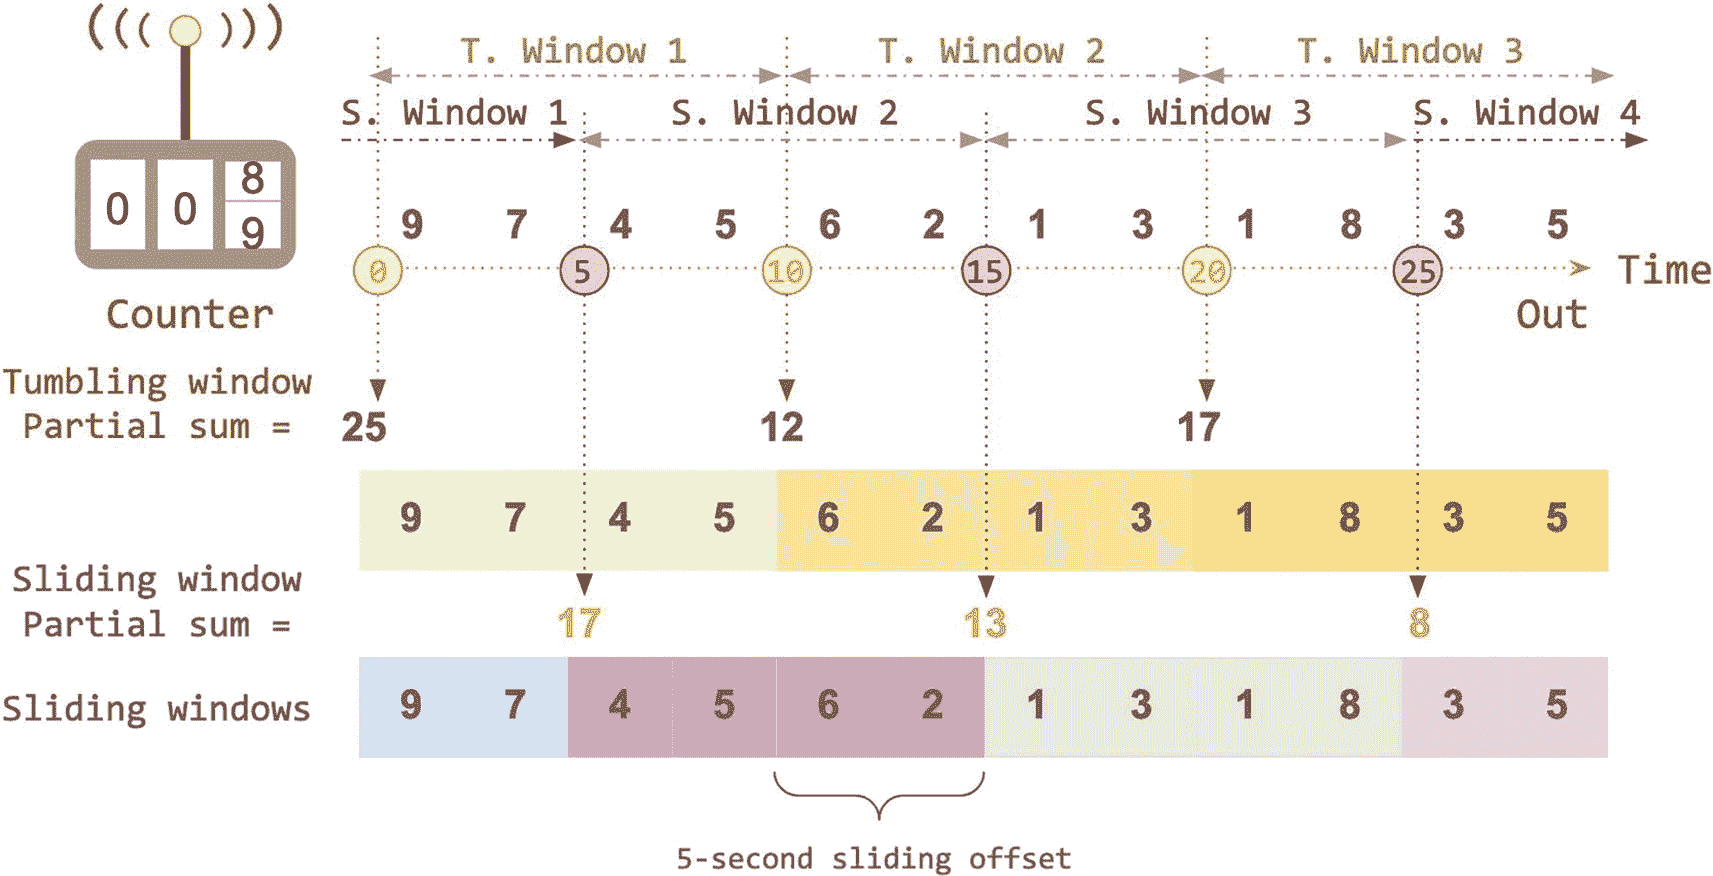 T. Window 1 T. Window 2 T. Window 3
S. Window 1 S. Window 2 S. Window 3 S. Window 4
0 0 8 9
9 7 4 5 6 2 1 3 1 8 3 5
0 5 10 15 20 25 Time
Counter
Out
Tumbling window
Partial sum = 25 12 17
9 7 4 5 6 2 1 3 1 8 3 5
Sliding window
Partial sum = 17 13 8
Sliding windows 9 7 4 5 6 2 1 3 1 8 3 5
5-second sliding offset